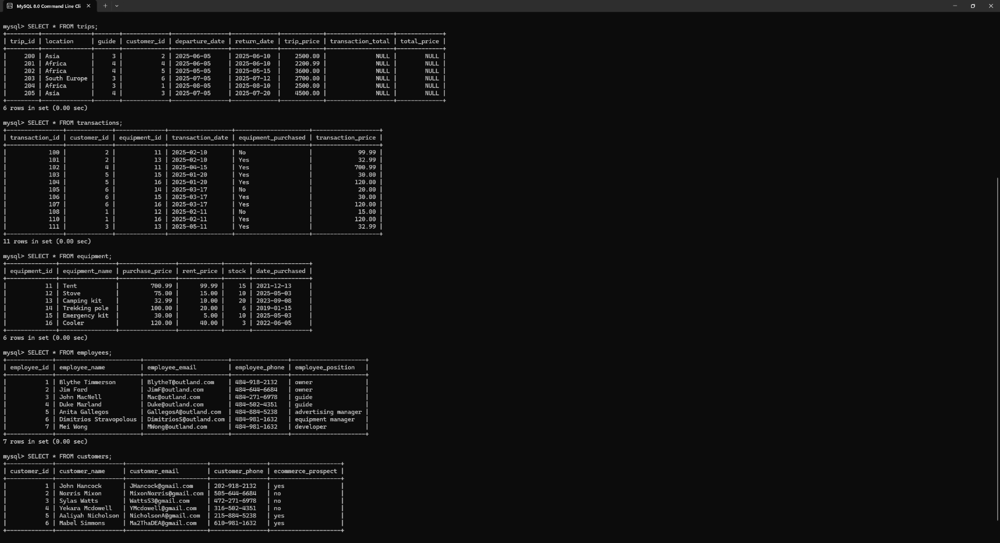 MySQL 8.0 Command Line Cli
mysql> SELECT * FROM trips;
+---------+--------------+-------+-------------+----------------+-------------+------------+-------------------+-------------+
| trip_id | location     | guide | customer_id | departure_date | return_date | trip_price | transaction_total | total_price |
+---------+--------------+-------+-------------+----------------+-------------+------------+-------------------+-------------+
|     200 | Asia         |     3 |           2 | 2025-06-05     | 2025-06-10  |    2500.00 |              NULL |        NULL |
|     201 | Africa       |     4 |           4 | 2025-06-05     | 2025-06-10  |    2200.99 |              NULL |        NULL |
|     202 | Africa       |     4 |           5 | 2025-05-05     | 2025-05-15  |    3600.00 |              NULL |        NULL |
|     203 | South Europe |     3 |           6 | 2025-07-05     | 2025-07-12  |    2700.00 |              NULL |        NULL |
|     204 | Africa       |     3 |           1 | 2025-08-05     | 2025-08-10  |    2500.00 |              NULL |        NULL |
|     205 | Asia         |     4 |           3 | 2025-07-05     | 2025-07-20  |    4500.00 |              NULL |        NULL |
+---------+--------------+-------+-------------+----------------+-------------+------------+-------------------+-------------+
6 rows in set (0.00 sec)
mysql> SELECT * FROM transactions;
+----------------+-------------+--------------+------------------+---------------------+-------------------+
| transaction_id | customer_id | equipment_id | transaction_date | equipment_purchased | transaction_price |
+----------------+-------------+--------------+------------------+---------------------+-------------------+
|            100 |           2 |           11 | 2025-02-10       | No                  |             99.99 |
|            101 |           2 |           13 | 2025-02-10       | Yes                 |             32.99 |
|            102 |           4 |           11 | 2025-04-15       | Yes                 |            700.99 |
|            103 |           5 |           15 | 2025-01-20       | Yes                 |             30.00 |
|            104 |           5 |           16 | 2025-01-20       | Yes                 |            120.00 |
|            105 |           6 |           14 | 2025-03-17       | No                  |             20.00 |
|            106 |           6 |           15 | 2025-03-17       | Yes                 |             30.00 |
|            107 |           6 |           16 | 2025-03-17       | Yes                 |            120.00 |
|            108 |           1 |           12 | 2025-02-11       | No                  |             15.00 |
|            110 |           1 |           16 | 2025-02-11       | Yes                 |            120.00 |
|            111 |           3 |           13 | 2025-05-11       | Yes                 |             32.99 |
+----------------+-------------+--------------+------------------+---------------------+-------------------+
11 rows in set (0.00 sec)
mysql> SELECT * FROM equipment;
+--------------+----------------+----------------+------------+-------+----------------+
| equipment_id | equipment_name | purchase_price | rent_price | stock | date_purchased |
+--------------+----------------+----------------+------------+-------+----------------+
|           11 | Tent           |         700.99 |      99.99 |    15 | 2021-12-13     |
|           12 | Stove          |          75.00 |      15.00 |    10 | 2025-05-03     |
|           13 | Camping kit    |          32.99 |      10.00 |    20 | 2023-09-08     |
|           14 | Trekking pole  |         100.00 |      20.00 |     6 | 2019-01-15     |
|           15 | Emergency kit  |          30.00 |       5.00 |    10 | 2025-05-03     |
|           16 | Cooler         |         120.00 |      40.00 |     3 | 2022-06-05     |
+--------------+----------------+----------------+------------+-------+----------------+
6 rows in set (0.00 sec)
mysql> SELECT * FROM employees;
+-------------+------------------------+------------------------+----------------+---------------------+
| employee_id | employee_name          | employee_email         | employee_phone | employee_position   |
+-------------+------------------------+------------------------+----------------+---------------------+
|           1 | Blythe Timmerson       | BlytheT@outland.com    | 484-918-2132   | owner               |
|           2 | Jim Ford               | JimF@outland.com       | 484-644-6684   | owner               |
|           3 | John MacNell           | Mac@outland.com        | 484-271-6978   | guide               |
|           4 | Duke Marland           | Duke@outland.com       | 484-502-4351   | guide               |
|           5 | Anita Gallegos         | GallegosA@outland.com  | 484-884-5238   | advertising manager |
|           6 | Dimitrios Stravopolous | DimitriosS@outland.com | 484-981-1632   | equipment manager   |
|           7 | Mei Wong               | MWong@outland.com      | 484-981-1632   | developer           |
+-------------+------------------------+------------------------+----------------+---------------------+
7 rows in set (0.00 sec)
mysql> SELECT * FROM customers;
+-------------+-------------------+-----------------------+----------------+--------------------+
| customer_id | customer_name     | customer_email        | customer_phone | ecommerce_prospect |
+-------------+-------------------+-----------------------+----------------+--------------------+
|           1 | John Hancock      | JHancock@gmail.com    | 202-918-2132   | yes                |
|           2 | Norris Mixon      | MixonNorris@gmail.com | 505-644-6684   | no                 |
|           3 | Sylas Watts       | WattsS3@gmail.com     | 472-271-6978   | no                 |
|           4 | Yekara Mcdowell   | YMcdowell@gmail.com   | 316-502-4351   | no                 |
|           5 | Aaliyah Nicholson | NicholsonA@gmail.com  | 215-884-5238   | yes                |
|           6 | Mabel Simmons     | Ma2ThaDEA@gmail.com   | 610-981-1632   | yes                |
+-------------+-------------------+-----------------------+----------------+--------------------+